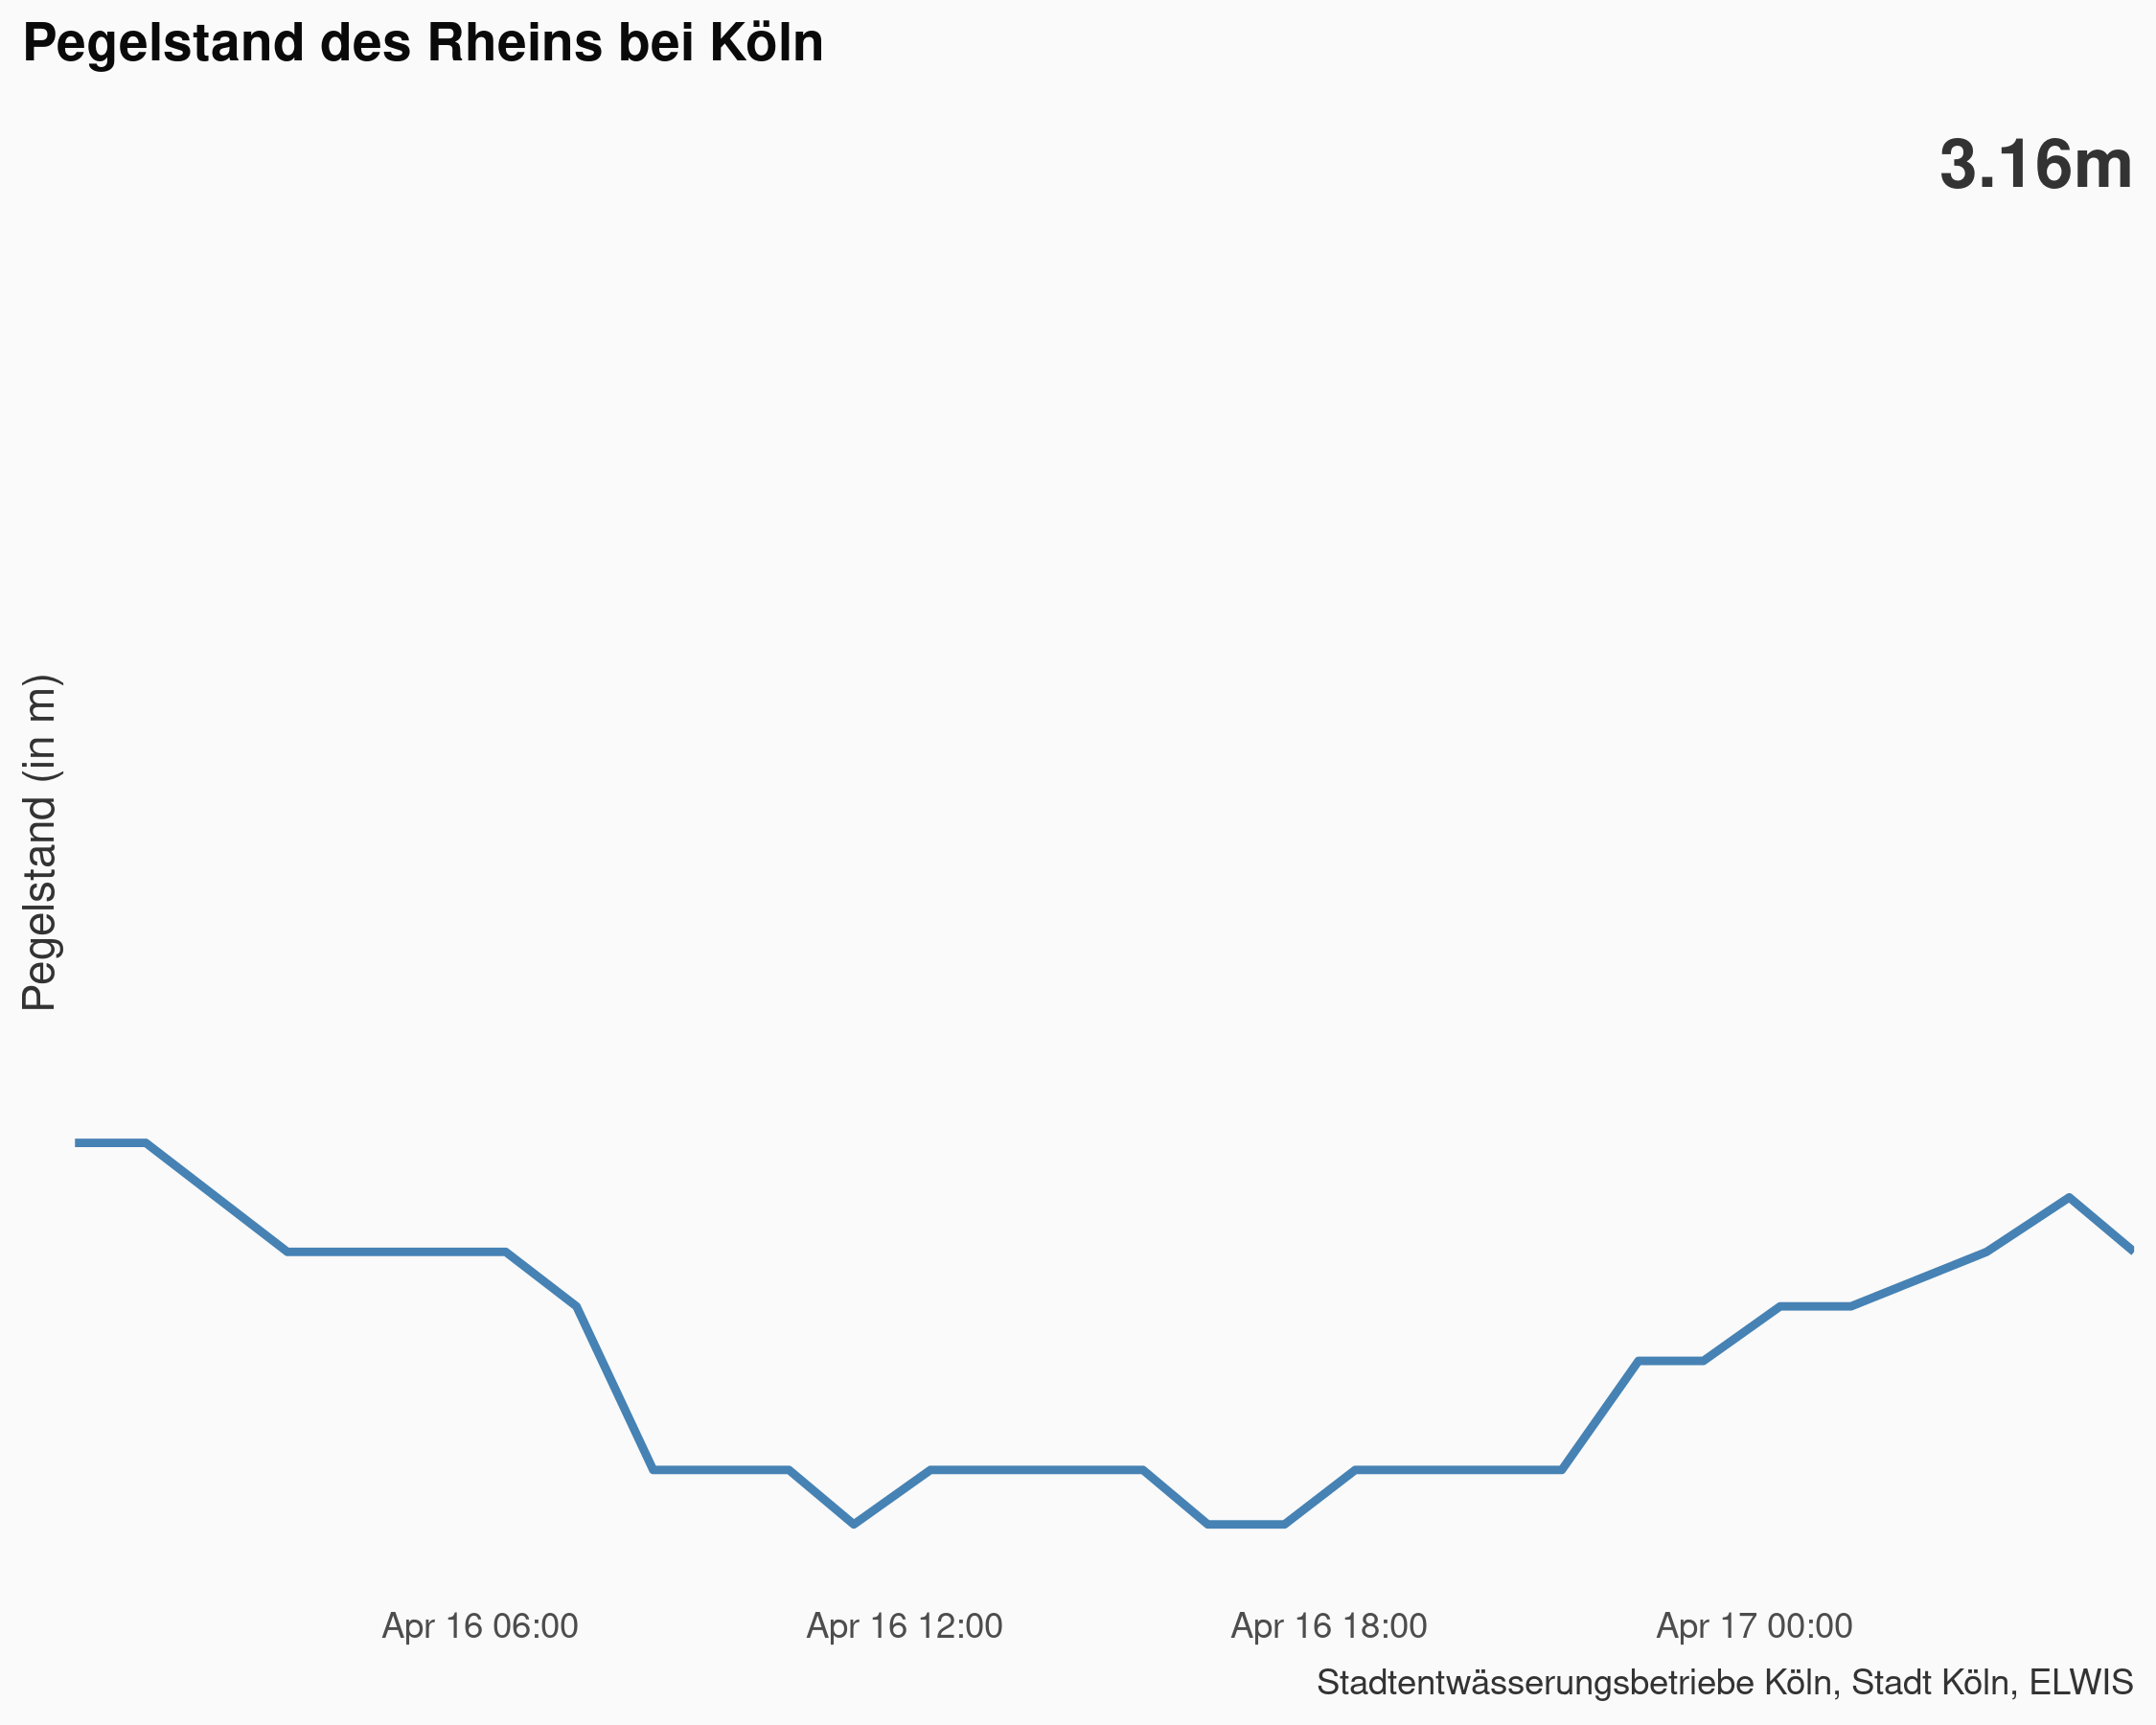 Pegelstand des Rheins bei Köln
3.16m
Pegelstand (in m)
Apr 16 06:00
Apr 16 12:00
Apr 16 18:00
Apr 17 00:00
Stadtentwässerungsbetriebe Köln, Stadt Köln, ELWIS